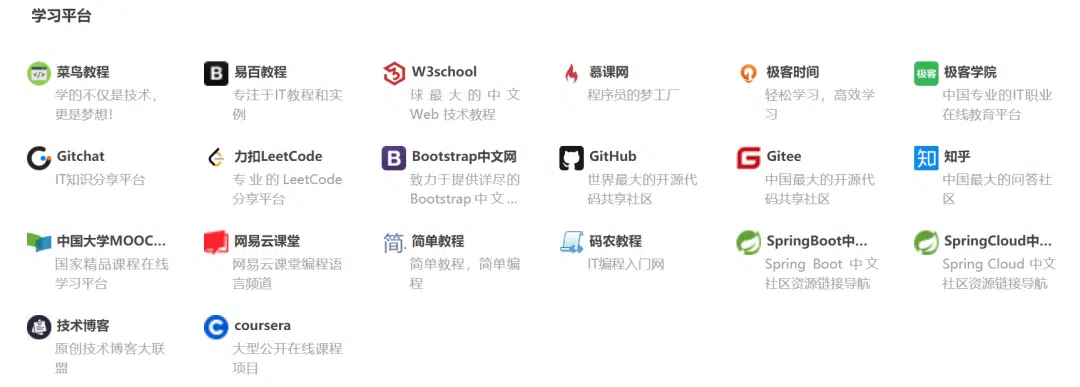 学习平台
菜鸟教程
学的不仅是技术，
更是梦想！
易百教程
专注于IT教程和实
例
W3school
球最大的中文
Web 技术教程
慕课网
程序员的梦工厂
极客时间
轻松学习，高效学
习
极客
极客学院
中国专业的IT职业
在线教育平台
Gitchat
IT知识分享平台
力扣LeetCode
专业的LeetCode
分享平台
B
Bootstrap中文网
致力于提供详尽的
Bootstrap中文...
GitHub
世界最大的开源代
码共享社区
Gitee
中国最大的开源代
码共享社区
知
知乎
中国最大的问答社
区
中国大学MOOC...
国家精品课程在线
学习平台
网易云课堂
网易云课堂编程语
言频道
简.
简单教程
简单教程，简单编
程
码农教程
IT编程入门网
SpringBoot中...
Spring Boot 中文
社区资源链接导航
SpringCloud中...
Spring Cloud 中文
社区资源链接导航
技术博客
原创技术博客大联
盟
coursera
大型公开在线课程
项目